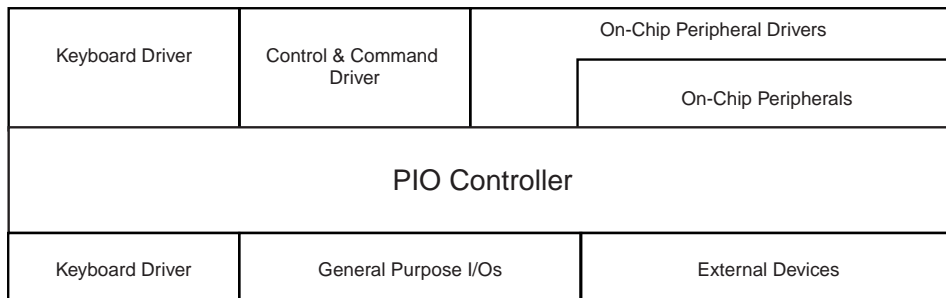 Keyboard Driver
Control & Command
Driver
On-Chip Peripheral Drivers
On-Chip Peripherals
PIO Controller
Keyboard Driver
General Purpose I/Os
External Devices